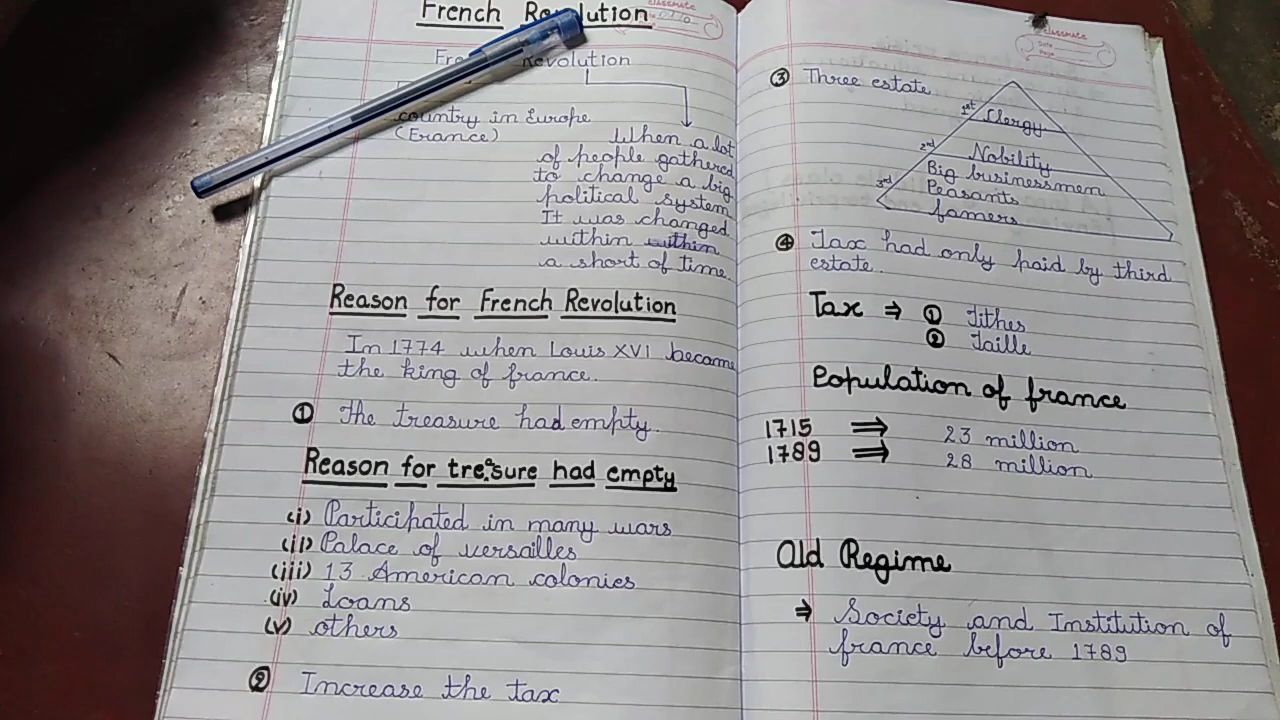 French Revolution
Revolution
country in Europe
(France)
When a lot
of people gathered
to change a big
political system
It was changed
within within
a short of time.
Reason for French Revolution
In 1774 when Louis XVI became
the king of france.
① The treasure had empty.
Reason for treasure had empty
(i) Participated in many wars
(ii) Palace of versailles
(iii) 13 American colonies
(iv) Loans
(v) others
② Increase the tax
classmate
Date
Page
③ Three estate
1st Clergy
2nd Nobility
Big businessmen
3rd Peasants
famers
④ Tax had only paid by third
estate.
Tax ⇒ ① Tithes
② Taille
Population of france
1715 ⇒ 23 million
1789 ⇒ 28 million
Old Regime
⇒ Society and Institution of
france before 1789